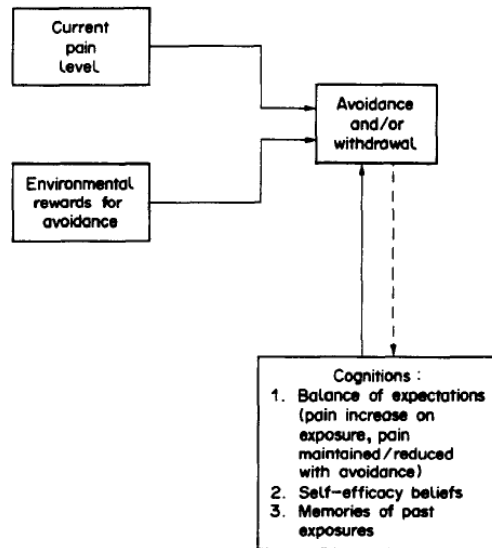 Current
pain
level
Avoidance
and/or
withdrawal
Environmental
rewards for
avoidance
Cognitions :
1. Balance of expectations
(pain increase on
exposure, pain
maintained/reduced
with avoidance)
2. Self-efficacy beliefs
3. Memories of past
exposures